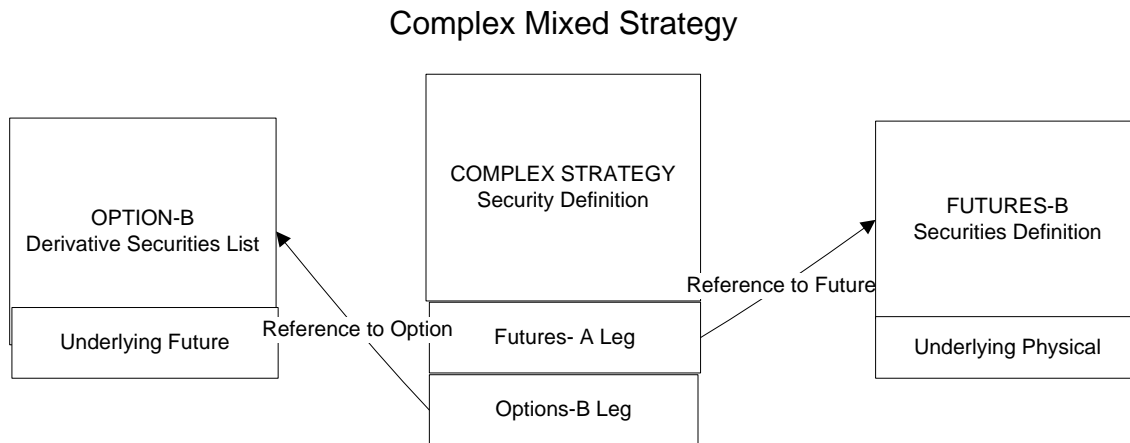 Complex Mixed Strategy
OPTION-B
Derivative Securities List
Underlying Future
Reference to Option
COMPLEX STRATEGY
Security Definition
Futures- A Leg
Options-B Leg
Reference to Future
FUTURES-B
Securities Definition
Underlying Physical